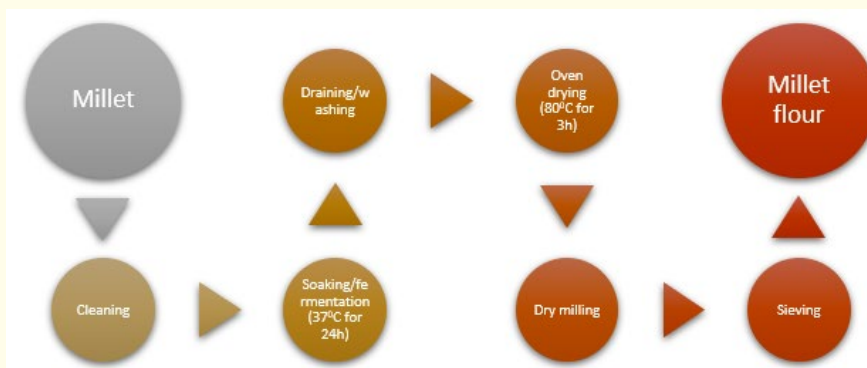 Millet
Cleaning
Soaking/fe
rmentation
(37⁰C for
24h)
Draining/w
ashing
Oven
drying
(80⁰C for
3h)
Dry milling
Sieving
Millet
flour